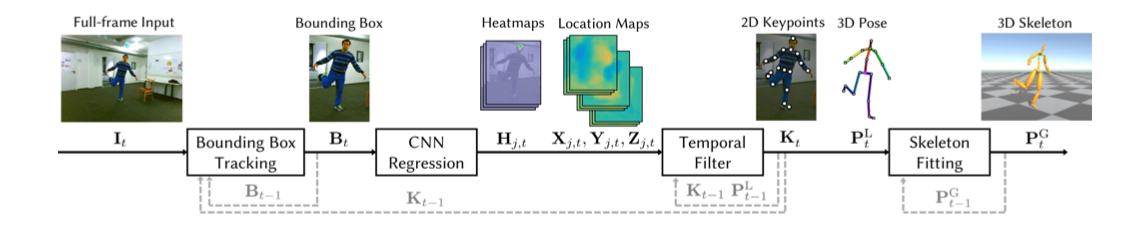 Full-frame Input
Bounding Box
Heatmaps
Location Maps
2D Keypoints
3D Pose
3D Skeleton
I_t
Bounding Box
Tracking
B_t
CNN
Regression
H_{j,t}
X_{j,t}, Y_{j,t}, Z_{j,t}
Temporal
Filter
K_t
P_t^L
Skeleton
Fitting
P_t^G
B_{t−1}
K_{t−1}
K_{t−1} P_{t−1}^L
P_{t−1}^G